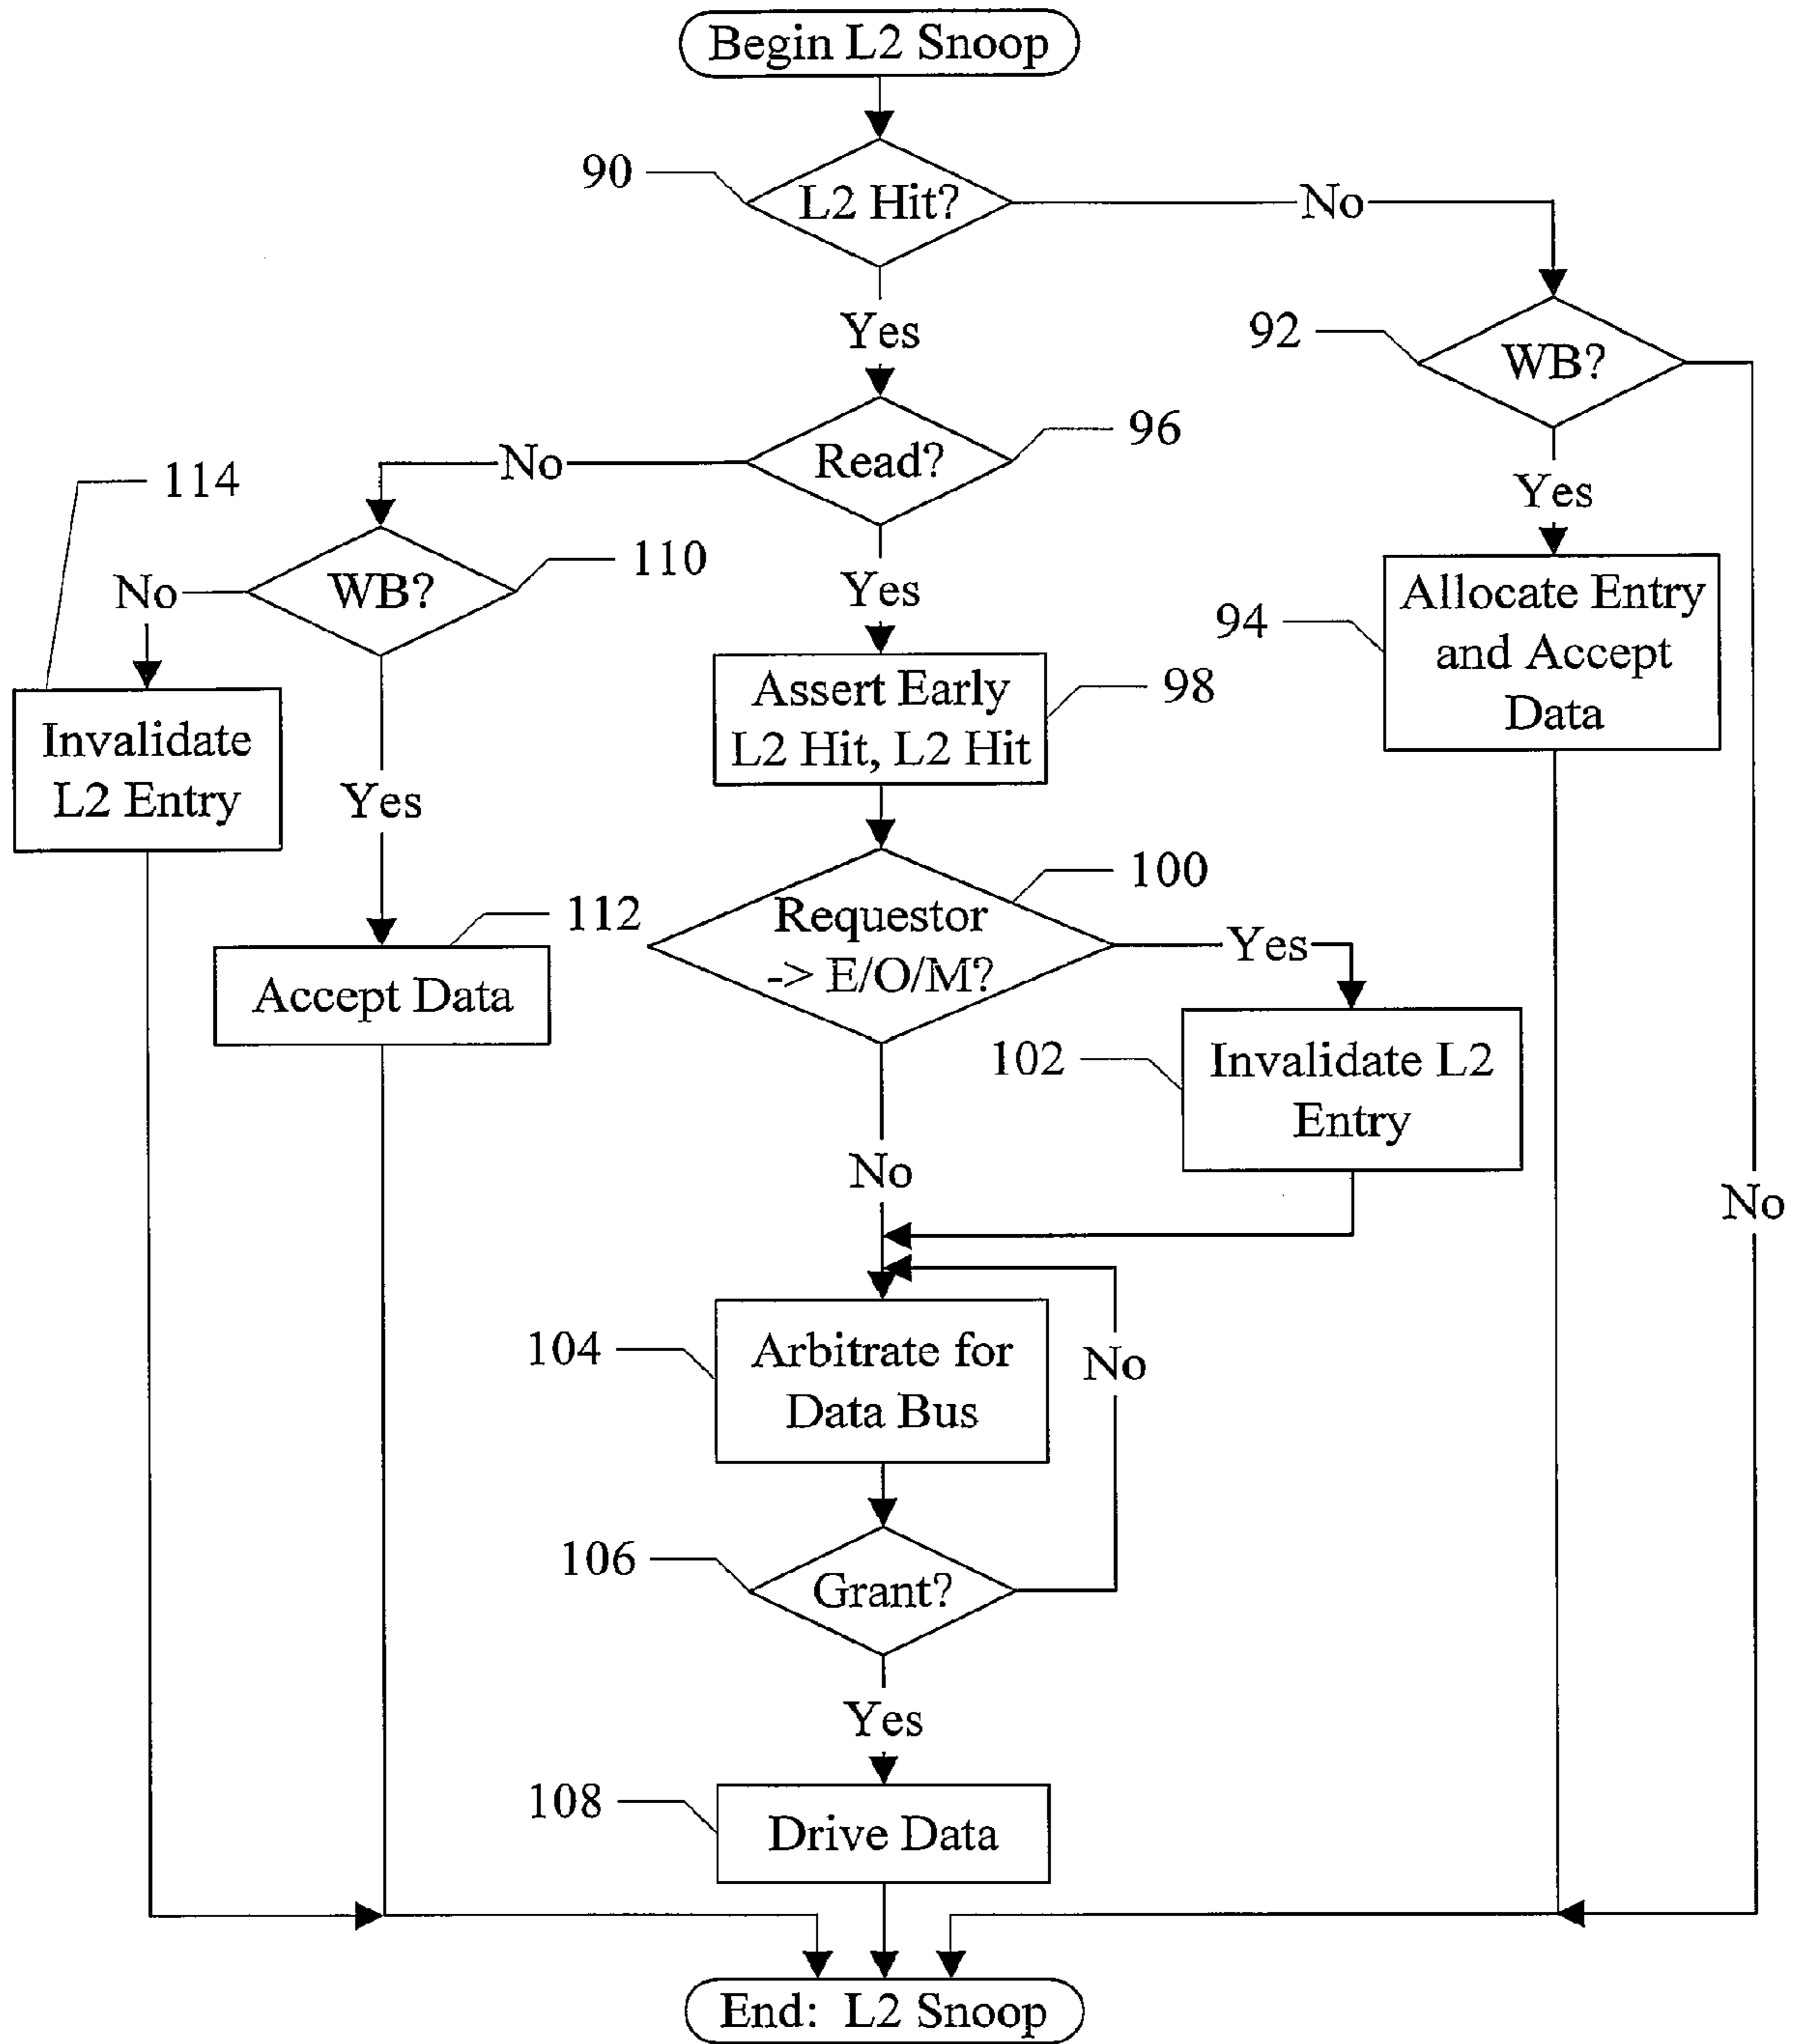 Begin L2 Snoop
90
L2 Hit?
No
Yes
92
WB?
96
Read?
No
114
Yes
110
WB?
No
Yes
Allocate Entry
and Accept
Data
94
Assert Early
L2 Hit, L2 Hit
98
Invalidate
L2 Entry
Yes
100
Requestor
-> E/O/M?
Yes
112
Accept Data
102
Invalidate L2
Entry
No
No
104
Arbitrate for
Data Bus
No
106
Grant?
Yes
108
Drive Data
End: L2 Snoop